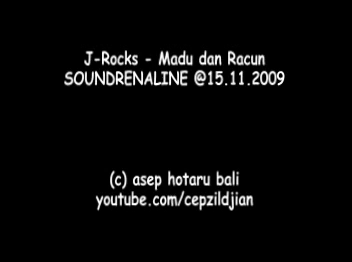 J-Rocks - Madu dan Racun
SOUNDRENALINE @15.11.2009
(c) asep hotaru bali
youtube.com/cepzildjian